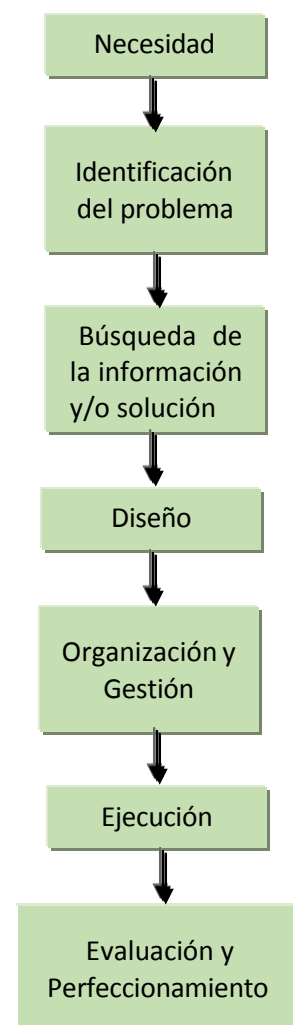 Necesidad
Identificación
del problema
Búsqueda de
la información
y/o solución
Diseño
Organización y
Gestión
Ejecución
Evaluación y
Perfeccionamiento